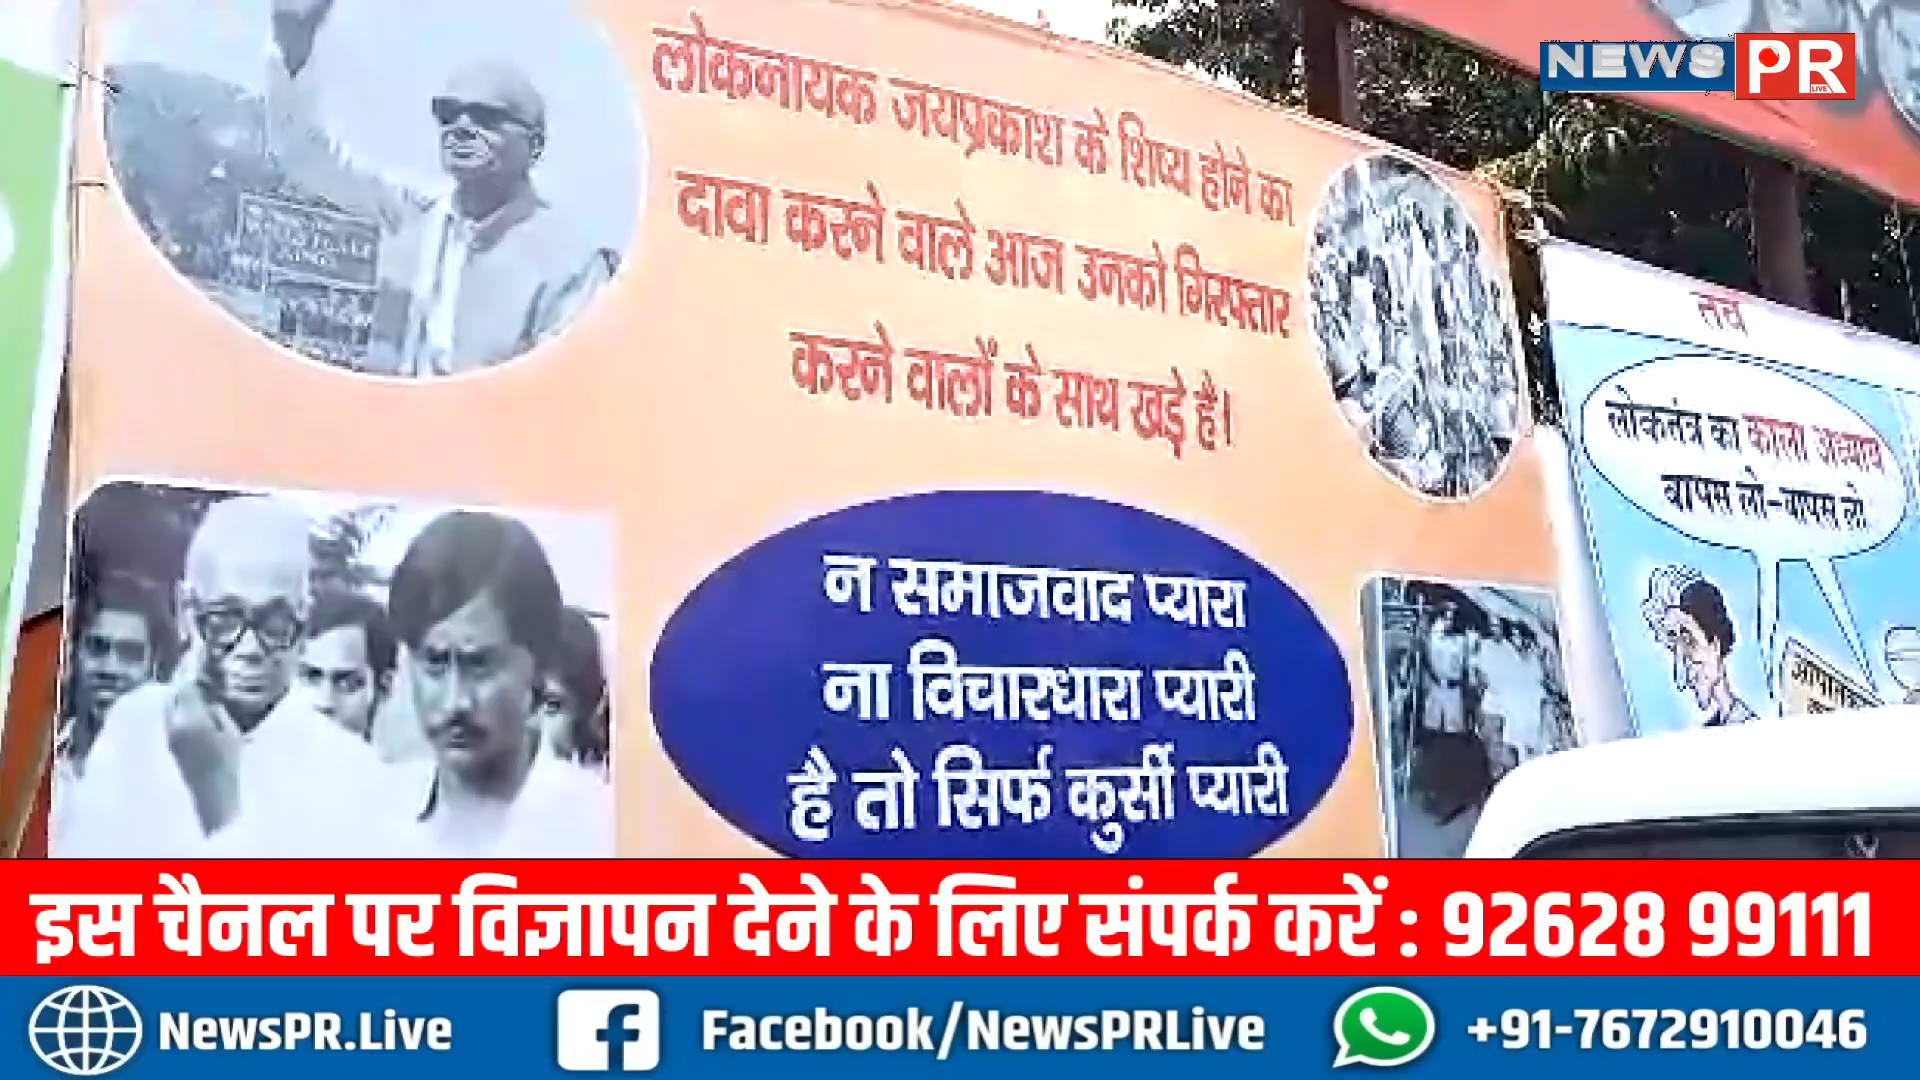 NEWS PR
LIVE
लोकनायक जयप्रकाश के शिष्य होने का
दावा करने वाले आज उनको गिरफ्तार
करने वालों के साथ खड़े है!
न समाजवाद प्यारा
ना विचारधारा प्यारी
है तो सिर्फ कुर्सी प्यारी
लोकतंत्र का काला अध्याय
वापस लो-वापस लो
इस चैनल पर विज्ञापन देने के लिए संपर्क करें : 92628 99111
NewsPR.Live
Facebook/NewsPRLive
+91-7672910046